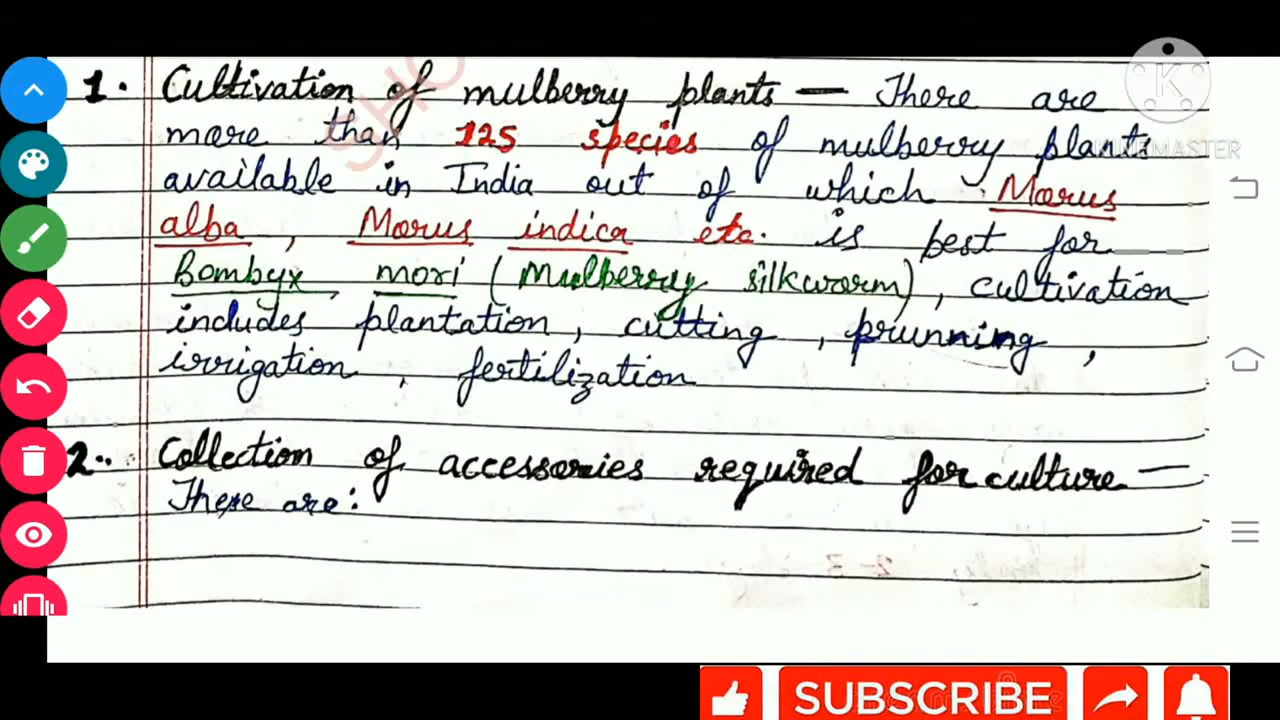 1. Cultivation of mulberry plants — There are
more than 125 species of mulberry plants
available in India out of which Morus
alba, Morus indica etc. is best for
Bombyx mori (Mulberry silkworm), cultivation
includes plantation, cutting, prunning,
irrigation, fertilization
2. Collection of accessories required for culture —
There are:
SUBSCRIBE